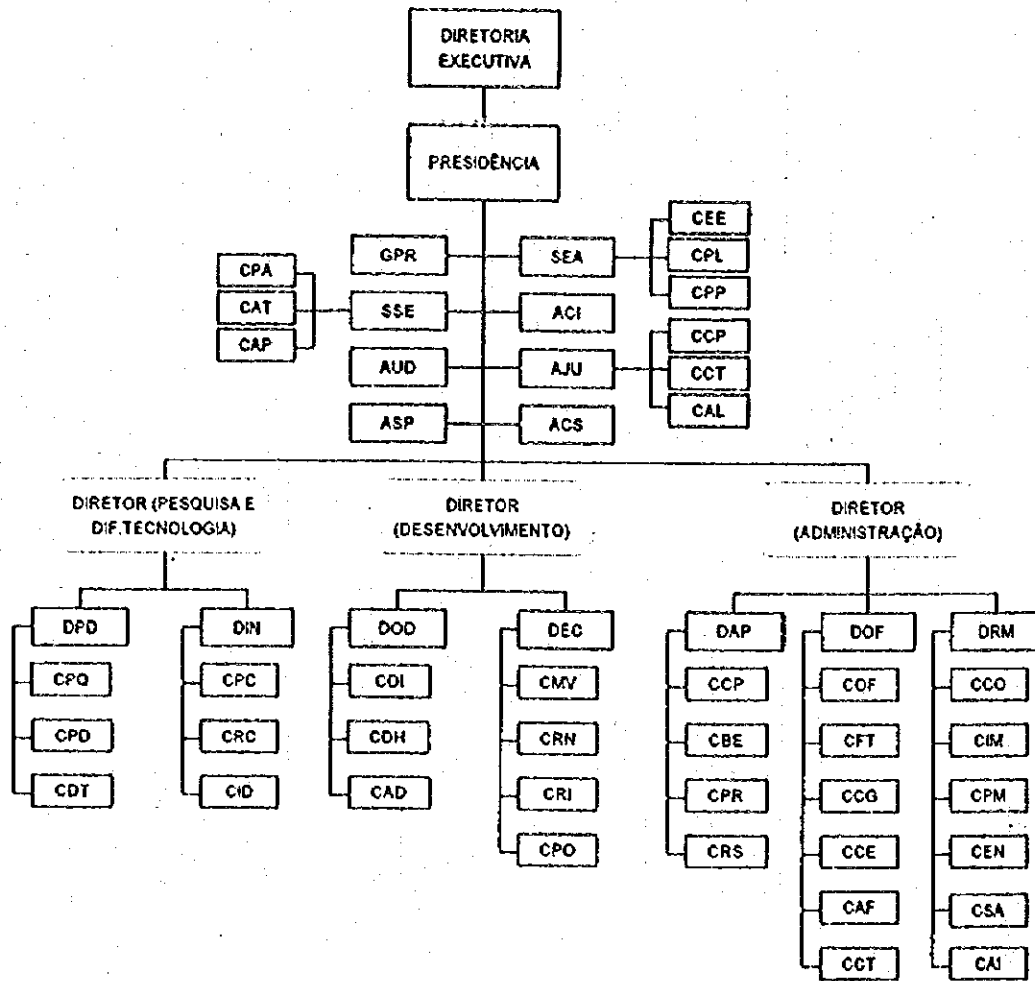 DIRETORIA
EXECUTIVA
PRESIDÊNCIA
GPR
SEA
CEE
CPL
CPP
CPA
CAT
CAP
SSE
ACI
AUD
AJU
CCP
CCT
CAL
ASP
ACS
DIRETOR (PESQUISA E
DIF.TECNOLOGIA)
DIRETOR
(DESENVOLVIMENTO)
DIRETOR
(ADMINISTRAÇÃO)
DPD
DIN
DOD
DEC
DAP
DOF
DRM
CPQ
CPC
CDI
CMV
CCP
COF
CCO
CPD
CRC
CDH
CRN
CBE
CFT
CIM
CDT
CID
CAD
CRI
CPR
CCG
CPM
CPO
CRS
CCE
CEN
CAF
CSA
CCT
CAI